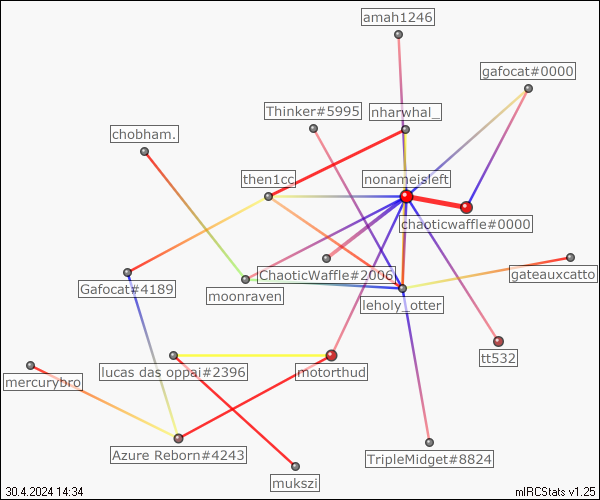 amah1246
gafocat#0000
Thinker#5995
nharwhal_
chobham.
then1cc
nonameisleft
chaoticwaffle#0000
ChaoticWaffle#2006
gateauxcatto
Gafocat#4189
moonraven
leholy_otter
tt532
mercurybro
lucas das oppai#2396
motorthud
Azure Reborn#4243
TripleMidget#8824
mukszi
30.4.2024 14:34
mIRCStats v1.25